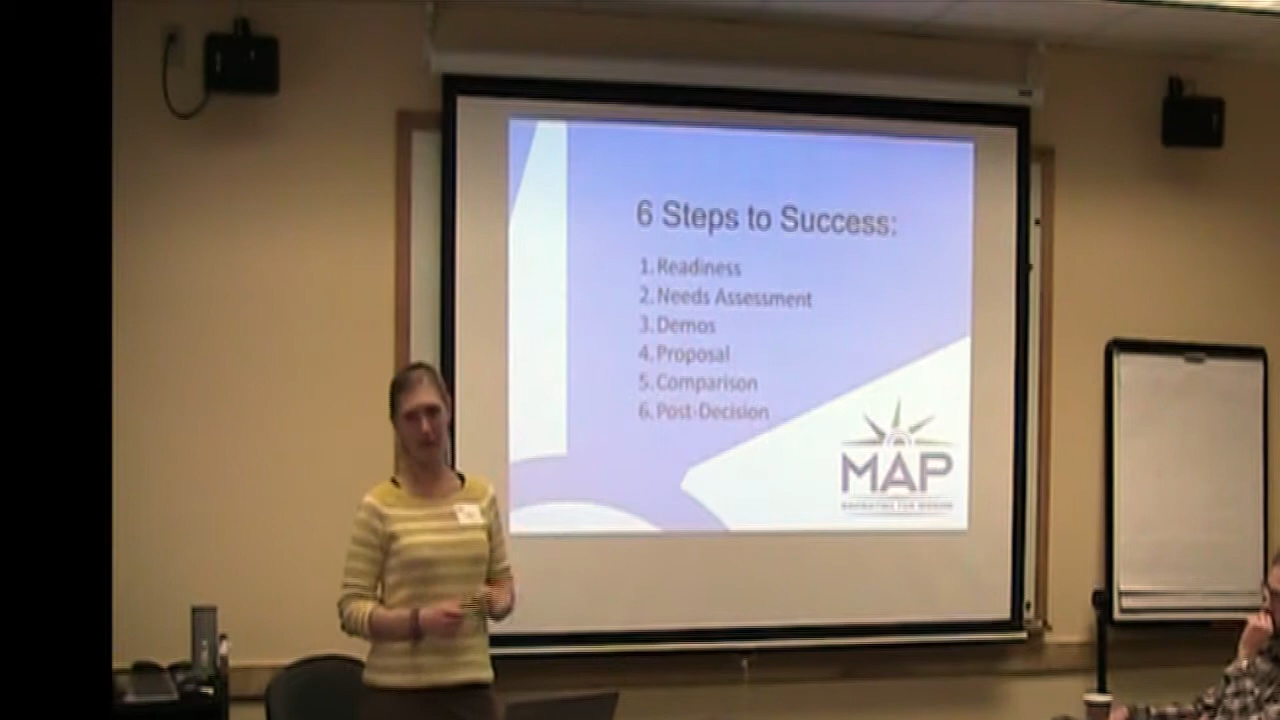 6 Steps to Success:
1. Readiness
2. Needs Assessment
3. Demos
4. Proposal
5. Comparison
6. Post-Decision
MAP